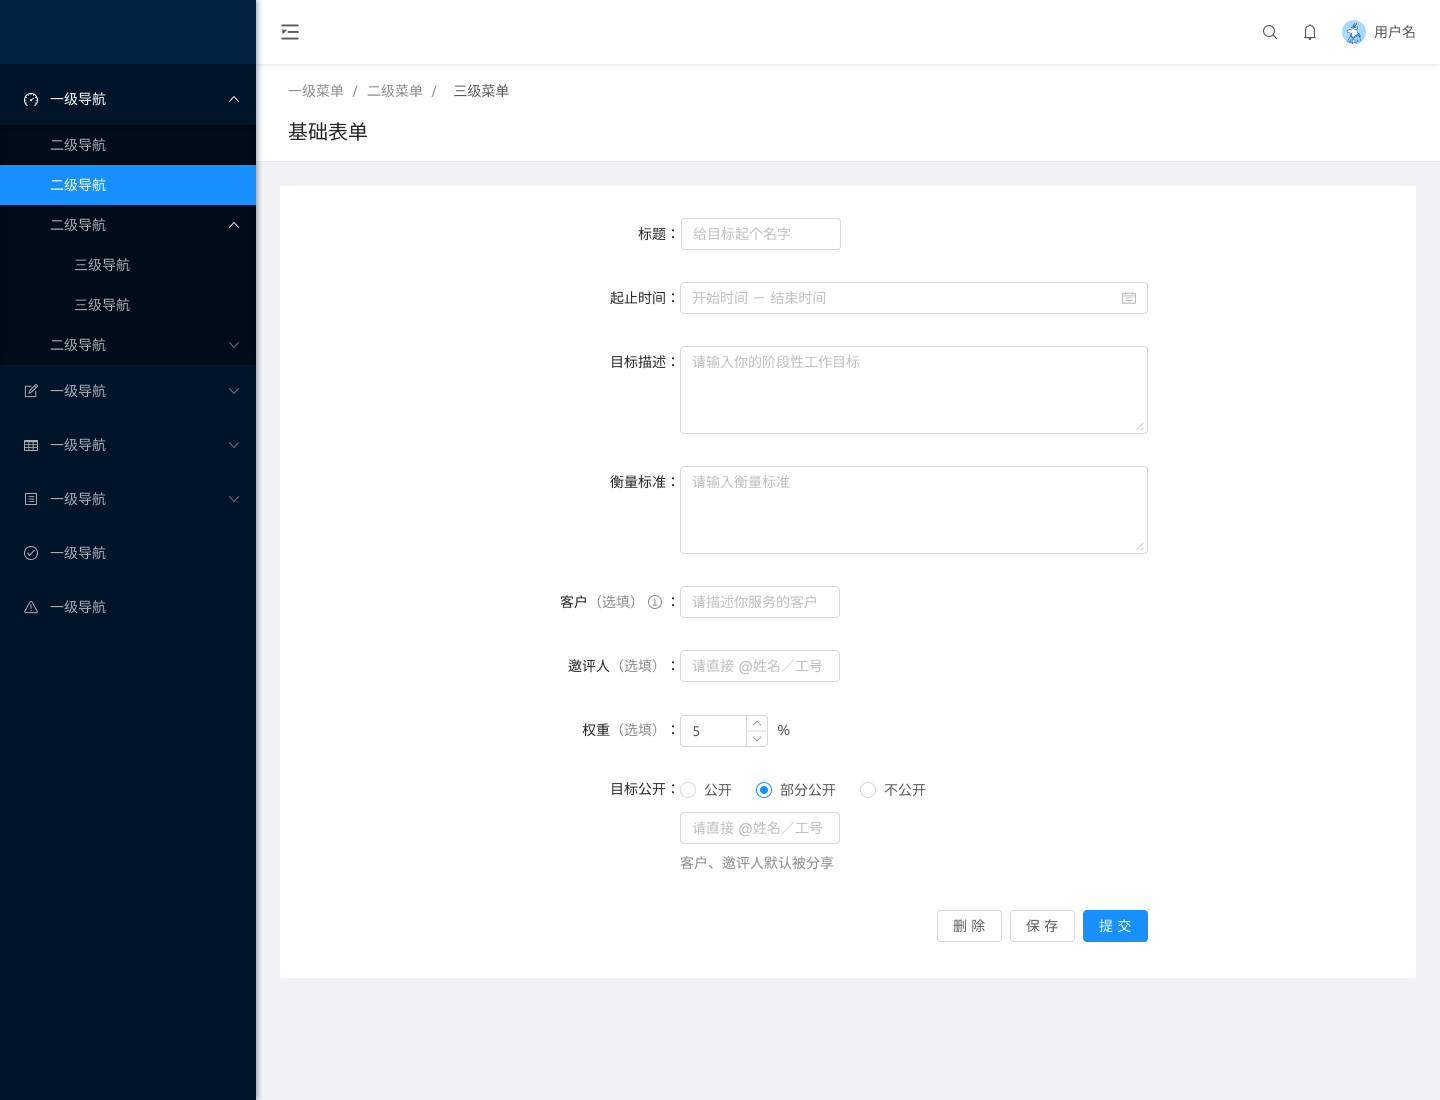 用户名
一级导航
二级导航
二级导航
二级导航
三级导航
三级导航
二级导航
一级导航
一级导航
一级导航
一级导航
一级导航
一级菜单 / 二级菜单 / 三级菜单
基础表单
标题： 给目标起个名字
起止时间： 开始时间 － 结束时间
目标描述： 请输入你的阶段性工作目标
衡量标准： 请输入衡量标准
客户（选填） ： 请描述你服务的客户
邀评人（选填） ： 请直接 @姓名／工号
权重（选填） ： 5 %
目标公开： 公开 部分公开 不公开
请直接 @姓名／工号
客户、邀评人默认被分享
删 除 保 存 提 交